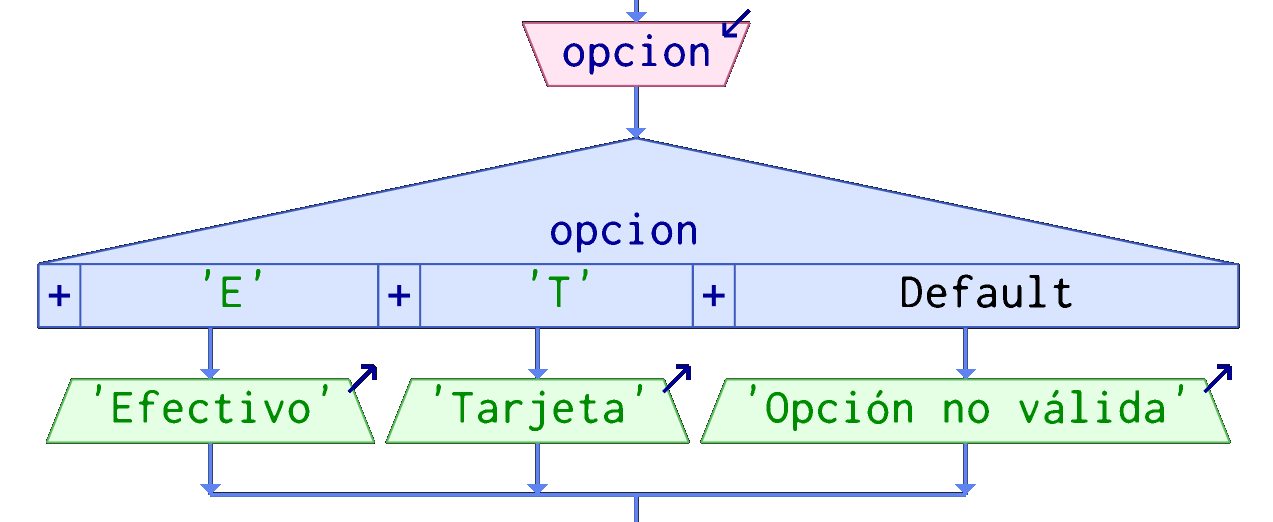 opcion
opcion
+ 'E' + 'T' + Default
'Efectivo' 'Tarjeta' 'Opción no válida'